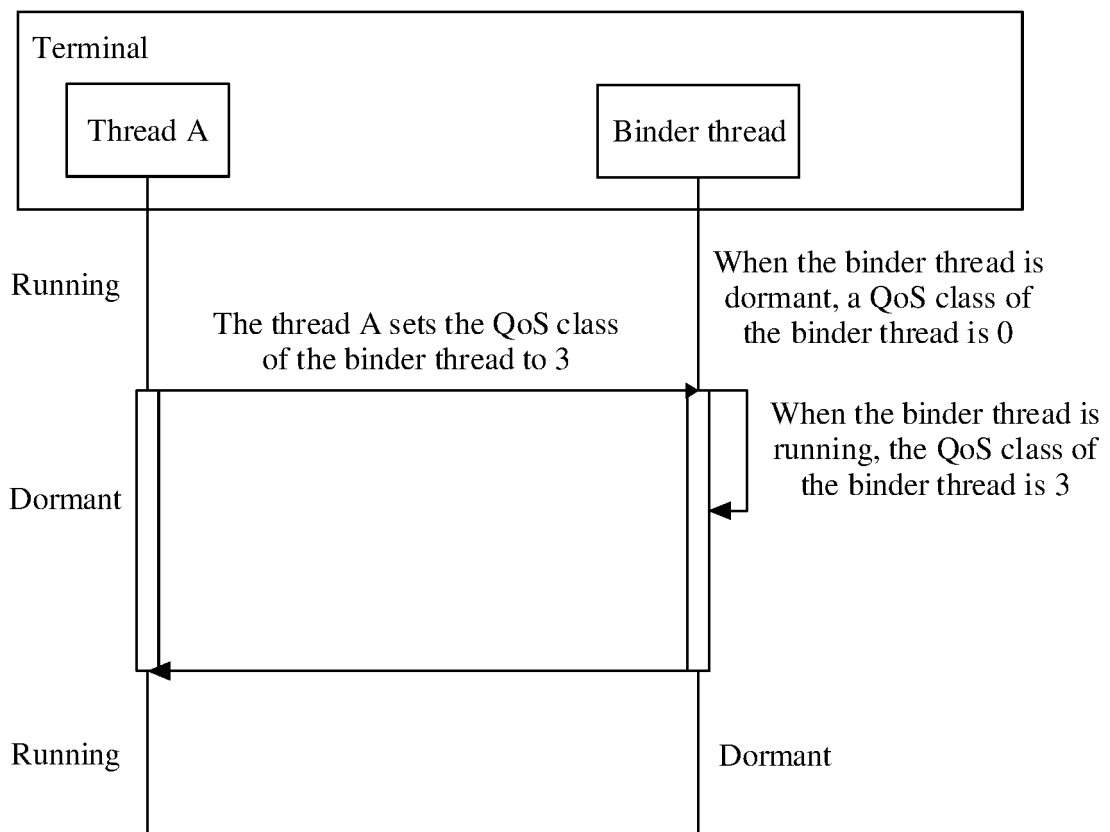 Terminal
Thread A
Binder thread
Running
When the binder thread is
dormant, a QoS class of
the binder thread is 0
The thread A sets the QoS class
of the binder thread to 3
When the binder thread is
running, the QoS class of
the binder thread is 3
Dormant
Running
Dormant